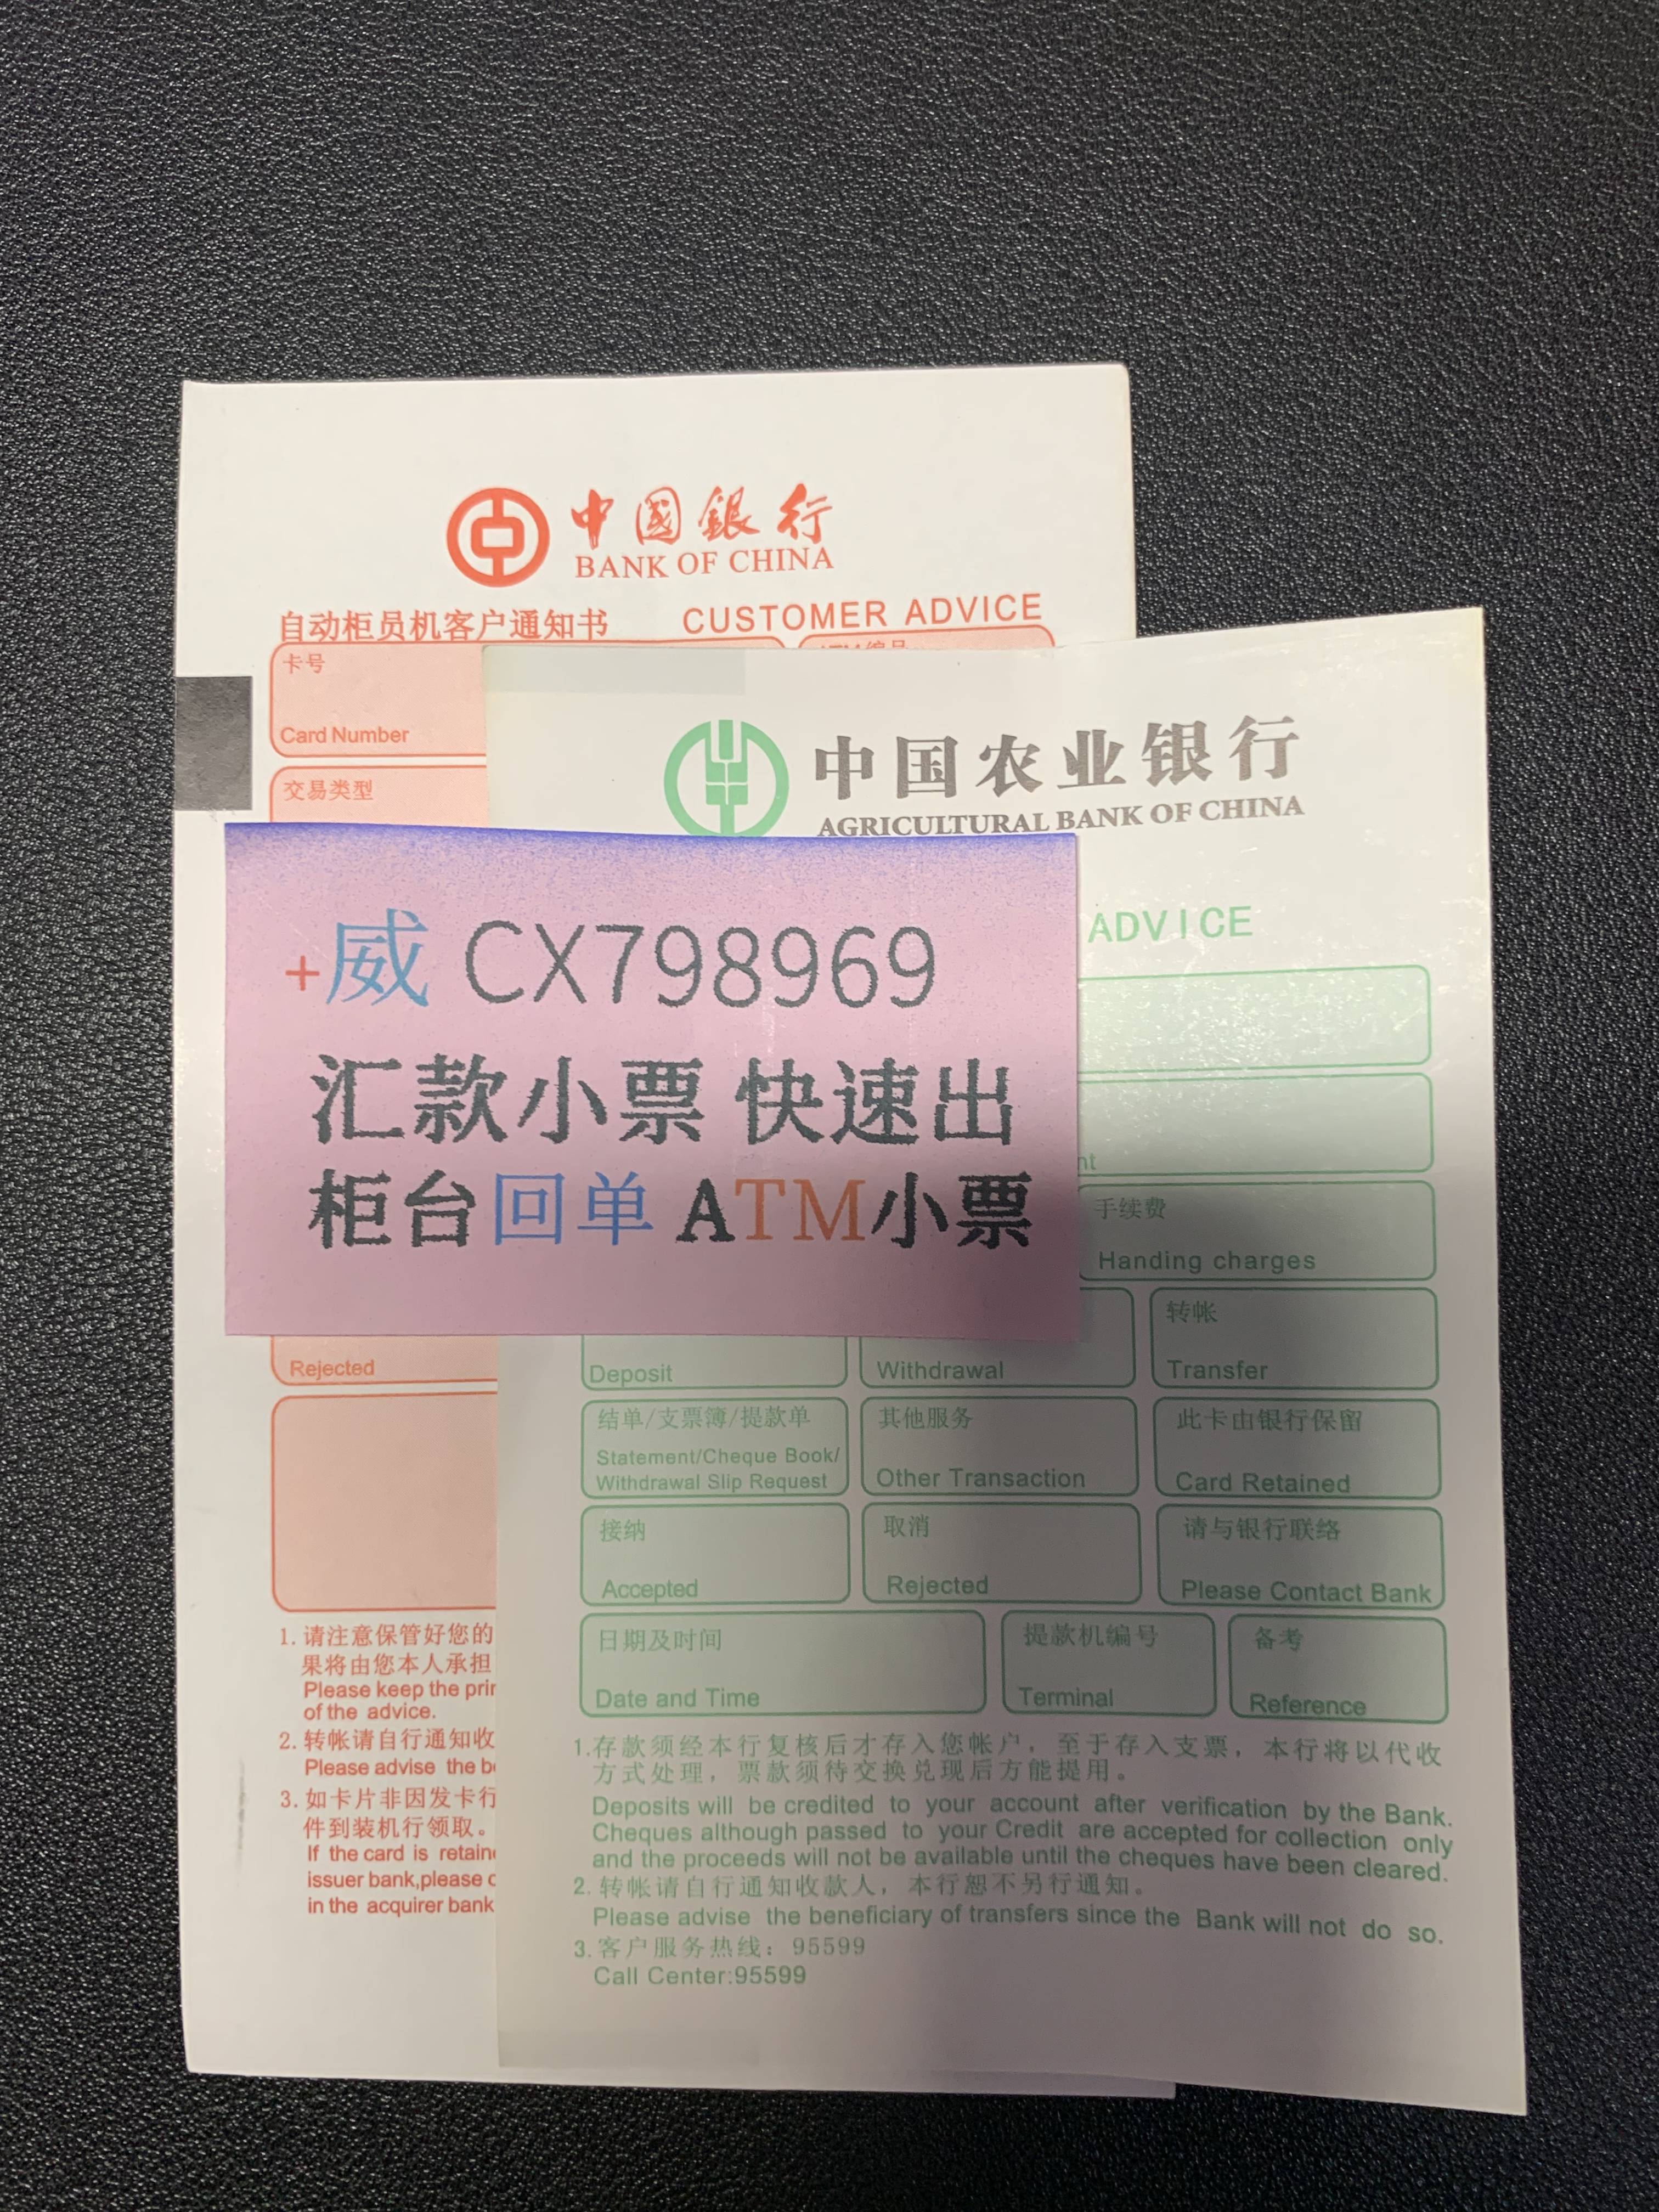 中國銀行
BANK OF CHINA
自动柜员机客户通知书 CUSTOMER ADVICE
卡号
Card Number
交易类型
中国农业银行
AGRICULTURAL BANK OF CHINA
ADVICE
+威 CX798969
汇款小票 快速出
柜台回单 ATM小票
手续费
Handing charges
Rejected
Deposit
Withdrawal
转帐
Transfer
结单/支票簿/提款单
Statement/Cheque Book/
Withdrawal Slip Request
其他服务
Other Transaction
此卡由银行保留
Card Retained
接纳
Accepted
取消
Rejected
请与银行联络
Please Contact Bank
日期及时间
Date and Time
提款机编号
Terminal
备考
Reference
1.请注意保管好您的
果将由您本人承担
Please keep the prin
of the advice.
2.转帐请自行通知收
Please advise the b
3.如卡片非因发卡行
件到装机行领取。
If the card is retain
issuer bank,please c
in the acquirer bank
1.存款须经本行复核后才存入您帐户，至于存入支票，本行将以代收
方式处理，票款须待交换兑现后方能提用。
Deposits will be credited to your account after verification by the Bank.
Cheques although passed to your Credit are accepted for collection only
and the proceeds will not be available until the cheques have been cleared.
2.转帐请自行通知收款人，本行恕不另行通知。
Please advise the beneficiary of transfers since the Bank will not do so.
3.客户服务热线：95599
Call Center:95599